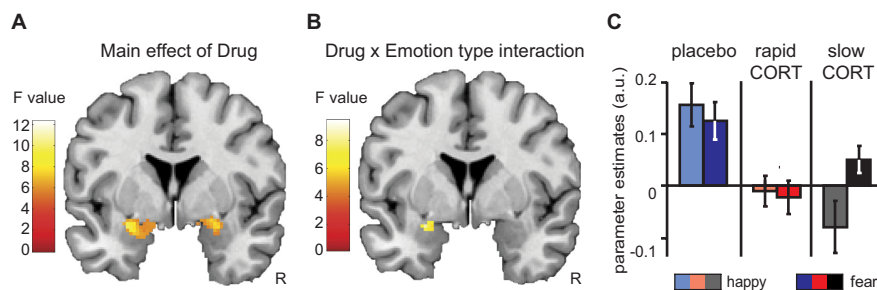 A
Main effect of Drug
F value
12
10
8
6
4
2
0
R
B
Drug x Emotion type interaction
F value
8
6
4
2
0
R
C
placebo
rapid
CORT
slow
CORT
parameter estimates (a.u.)
0.2
0.1
0
-0.1
happy
fear